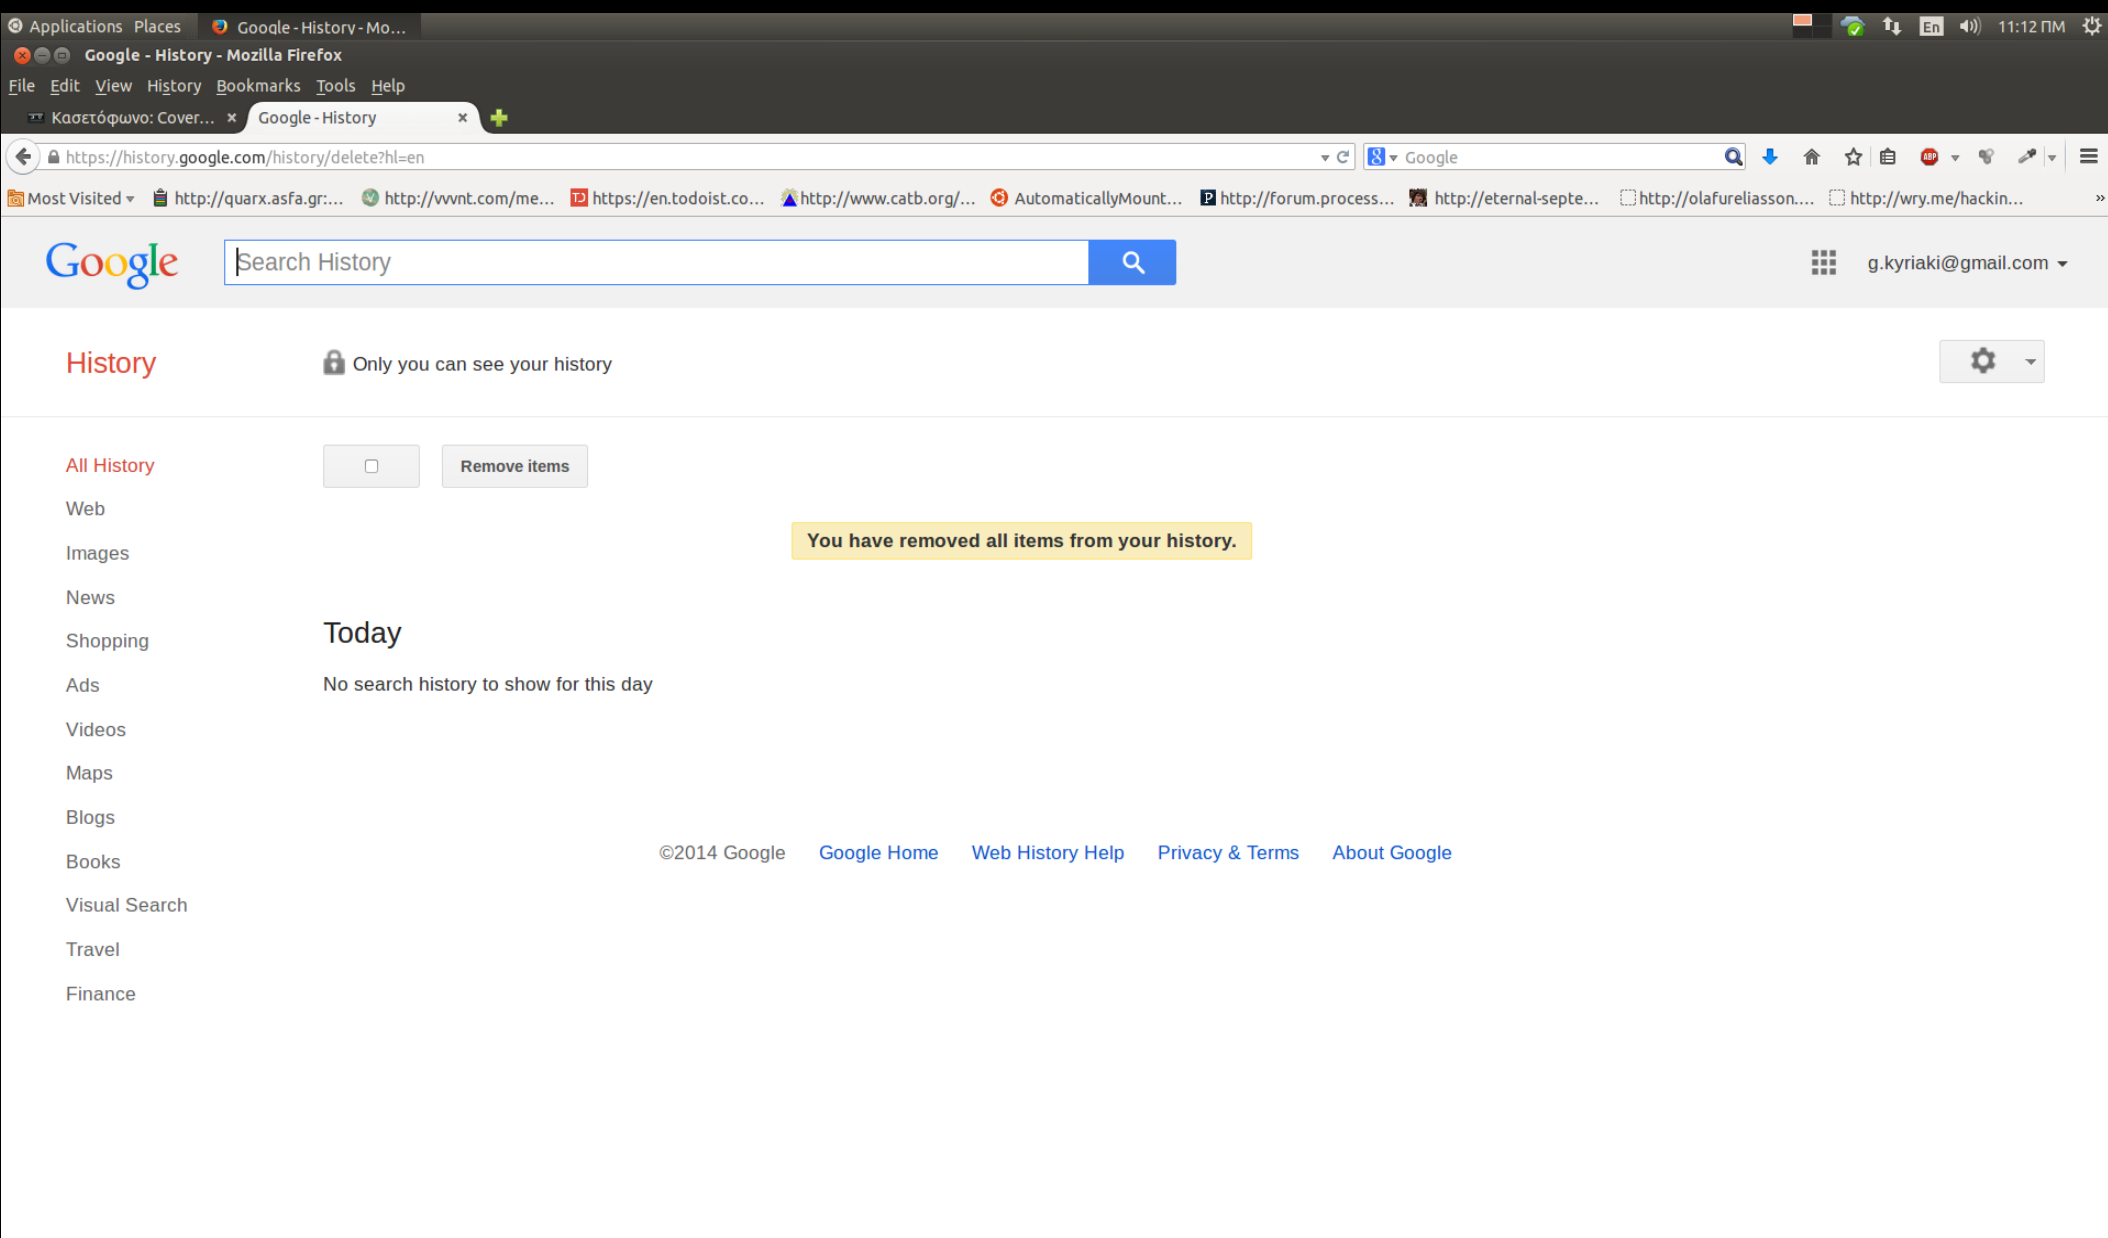 Applications Places Google - History - Mo... En 11:12 ΠΜ
Google - History - Mozilla Firefox
File Edit View History Bookmarks Tools Help
Κασετόφωνο: Cover... Google - History
https://history.google.com/history/delete?hl=en 8 Google ABP
Most Visited http://quarx.asfa.gr:... http://vvvnt.com/me... https://en.todoist.co... http://www.catb.org/... AutomaticallyMount... http://forum.process... http://eternal-septe... http://olafureliasson.... http://wry.me/hackin... »
Google Search History g.kyriaki@gmail.com
History Only you can see your history
All History Remove items
Web
You have removed all items from your history.
Images
News
Today
Shopping
Ads No search history to show for this day
Videos
Maps
Blogs
©2014 Google Google Home Web History Help Privacy & Terms About Google
Books
Visual Search
Travel
Finance